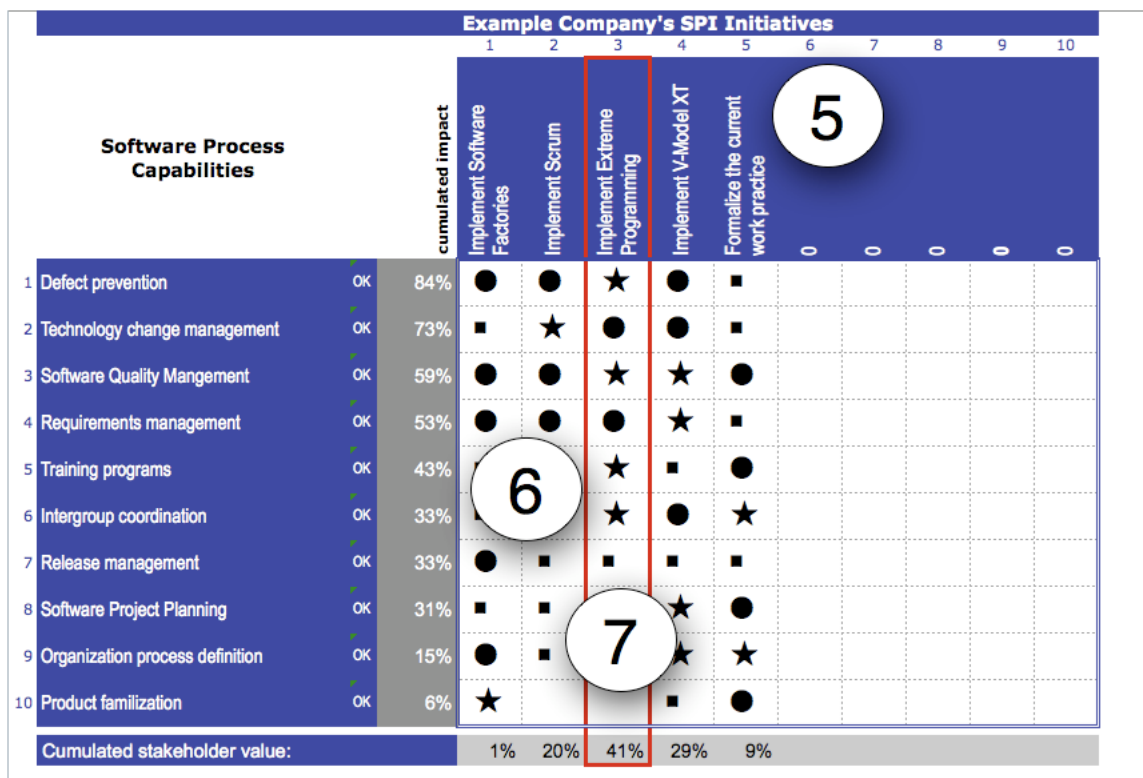 Example Company's SPI Initiatives
1 2 3 4 5 6 7 8 9 10
Software Process
Capabilities
cumulated impact
Implement Software
Factories
Implement Scrum
Implement Extreme
Programming
Implement V-Model XT
Formalize the current
work practice
0 0 0 0 0
5
1 Defect prevention OK 84%
2 Technology change management OK 73%
3 Software Quality Mangement OK 59%
4 Requirements management OK 53%
5 Training programs OK 43%
6
6 Intergroup coordination OK 33%
7 Release management OK 33%
8 Software Project Planning OK 31%
7
9 Organization process definition OK 15%
10 Product familization OK 6%
Cumulated stakeholder value: 1% 20% 41% 29% 9%